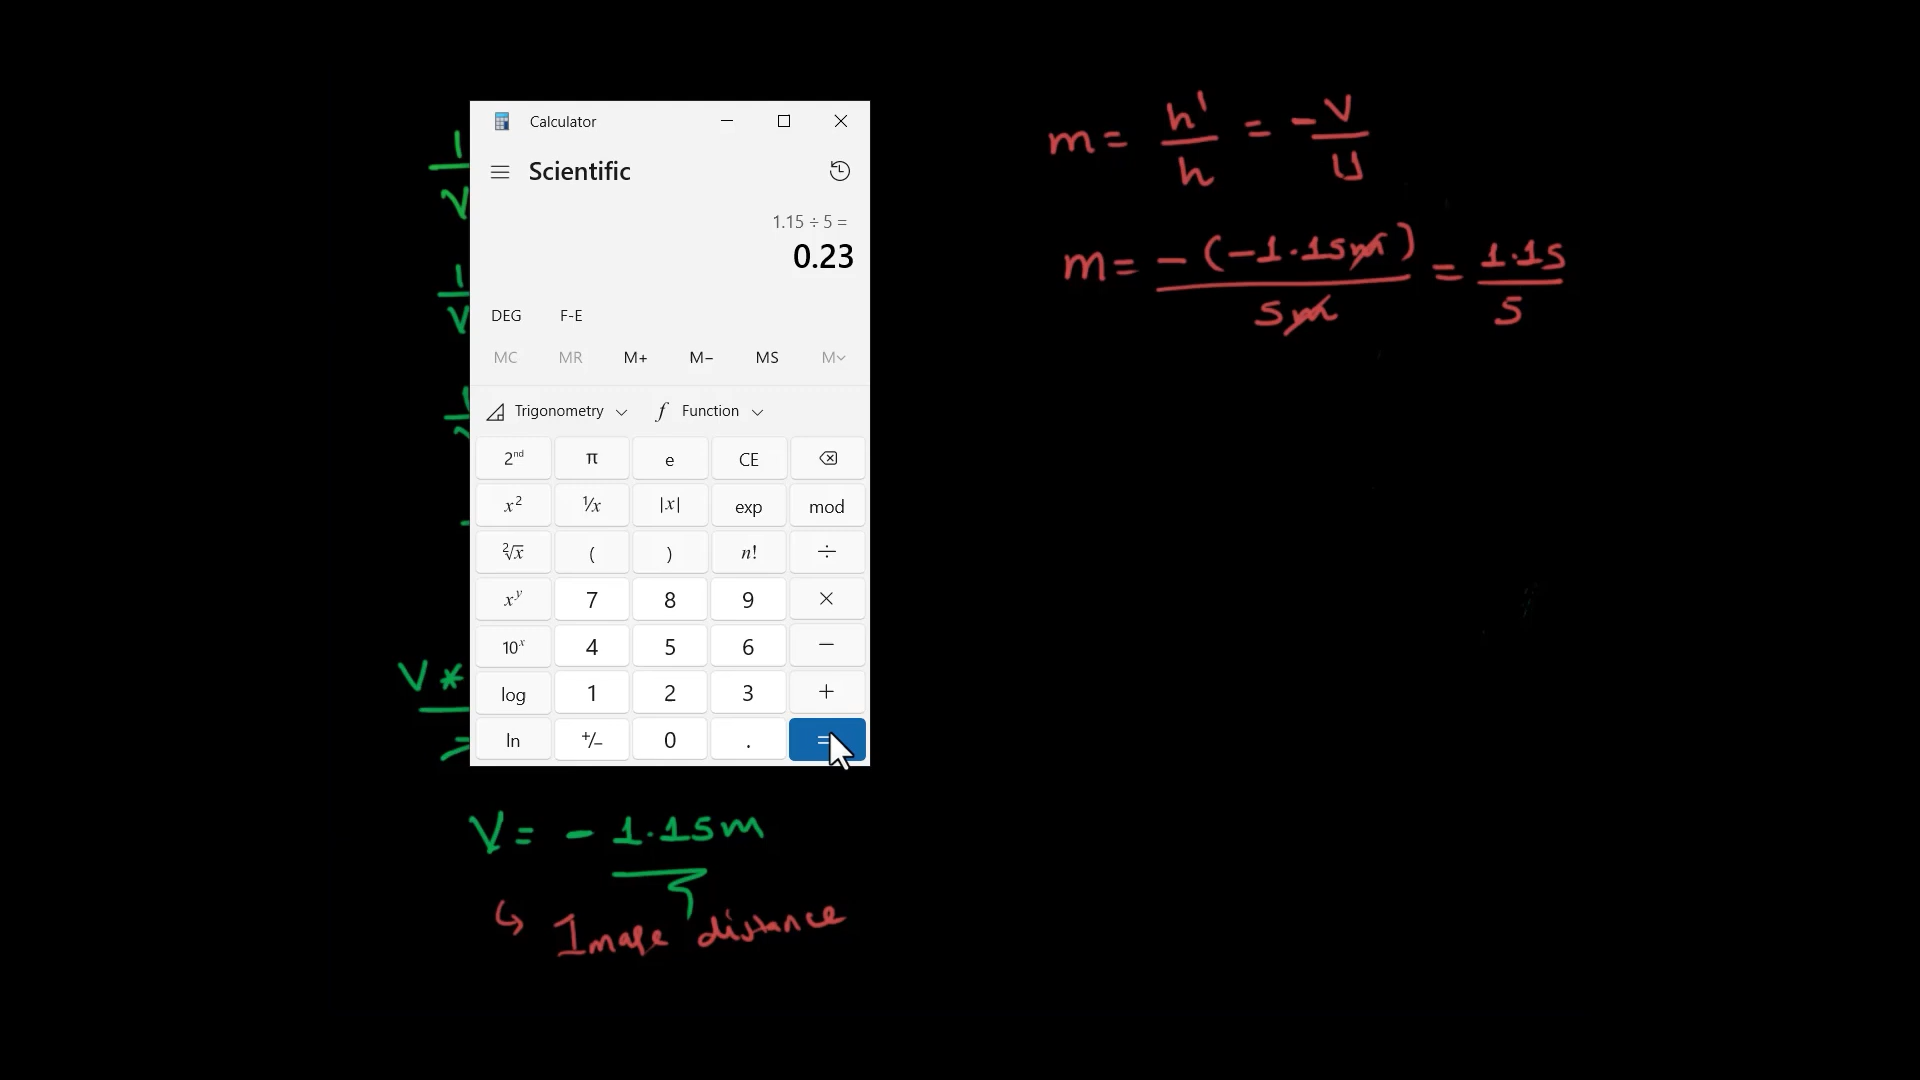 Calculator
Scientific
1.15 ÷ 5 =
0.23
DEG F-E
MC MR M+ M− MS M
Trigonometry f Function
2nd π e CE
x² ¹/x |x| exp mod
²√x ( ) n! ÷
xʸ 7 8 9 ×
10ˣ 4 5 6 −
log 1 2 3 +
ln +/− 0 . =
1/V
1/V
V *
V = - 1.15m
Image distance
m = h'/h = -V/U
m = -(-1.15m)/5m = 1.15/5